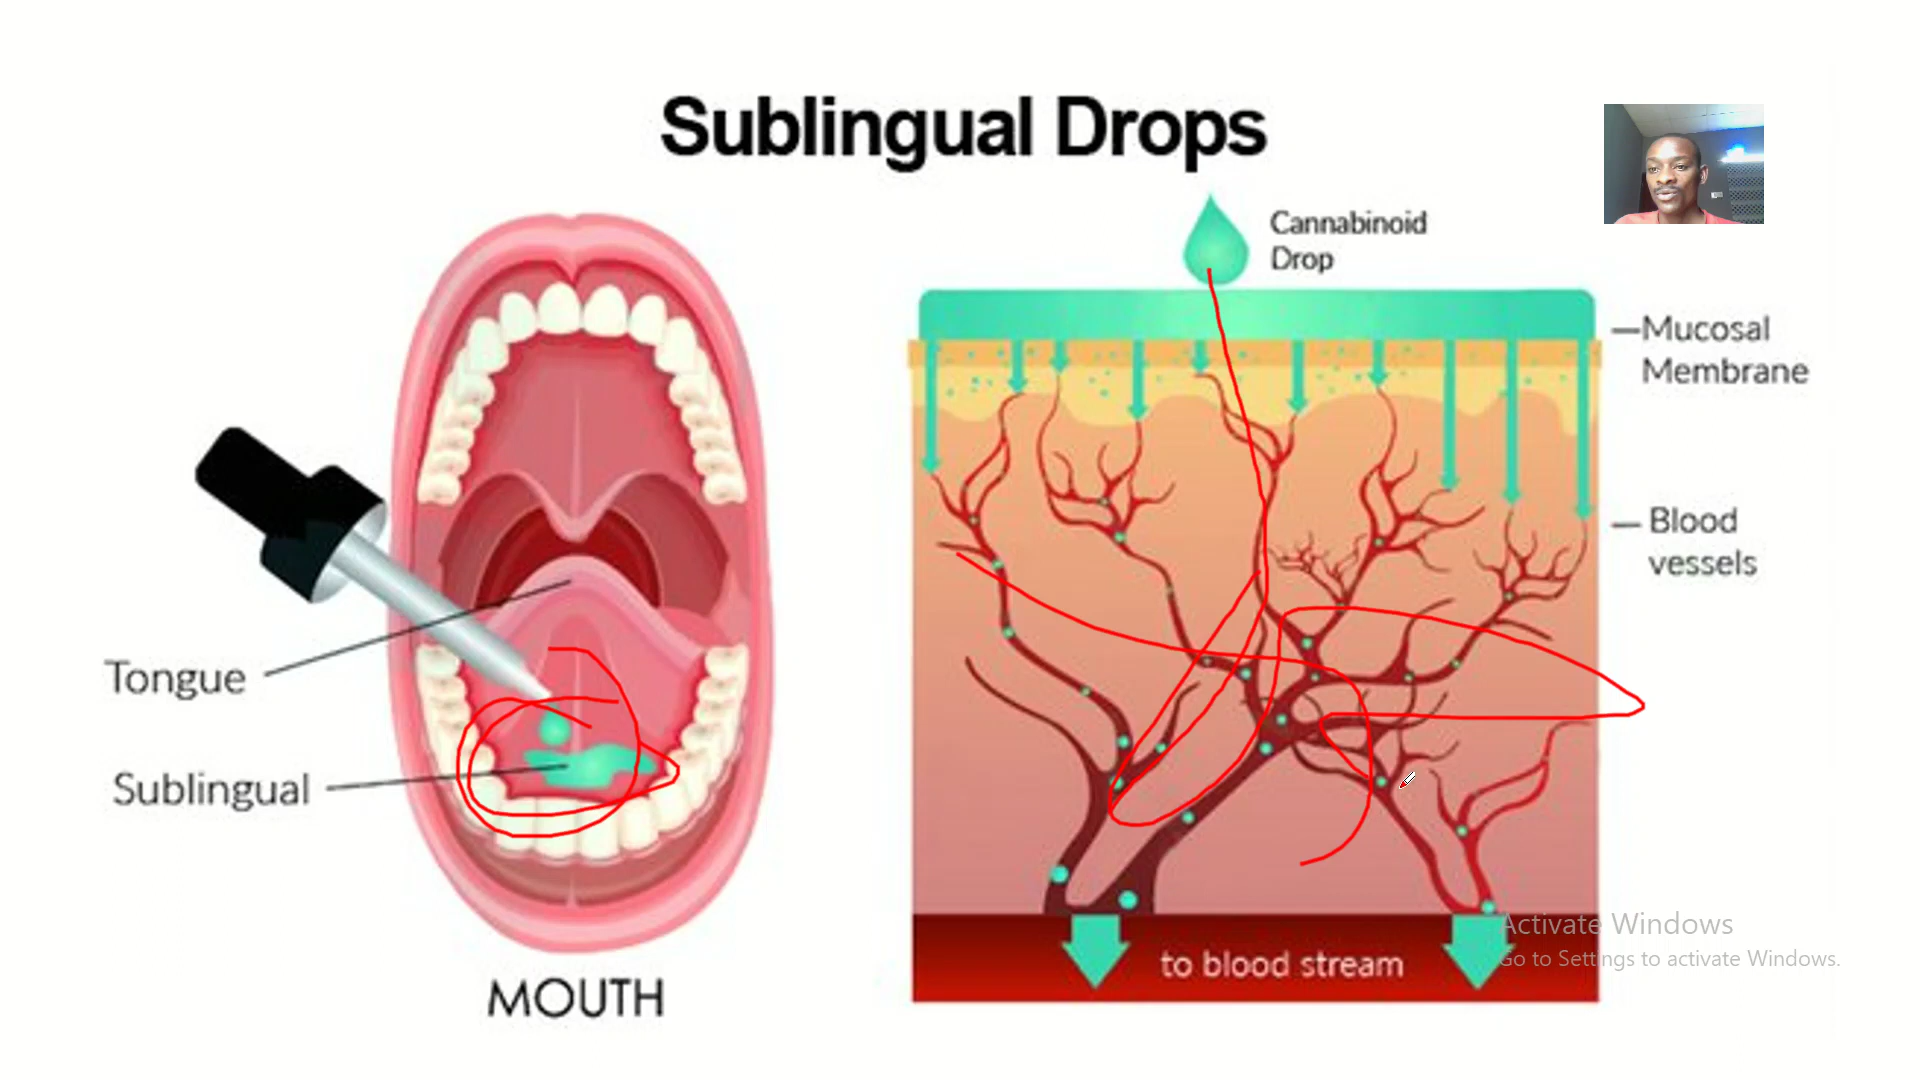 Sublingual Drops
Cannabinoid
Drop
Mucosal
Membrane
Blood
vessels
Tongue
Sublingual
to blood stream
MOUTH
Activate Windows
Go to Settings to activate Windows.